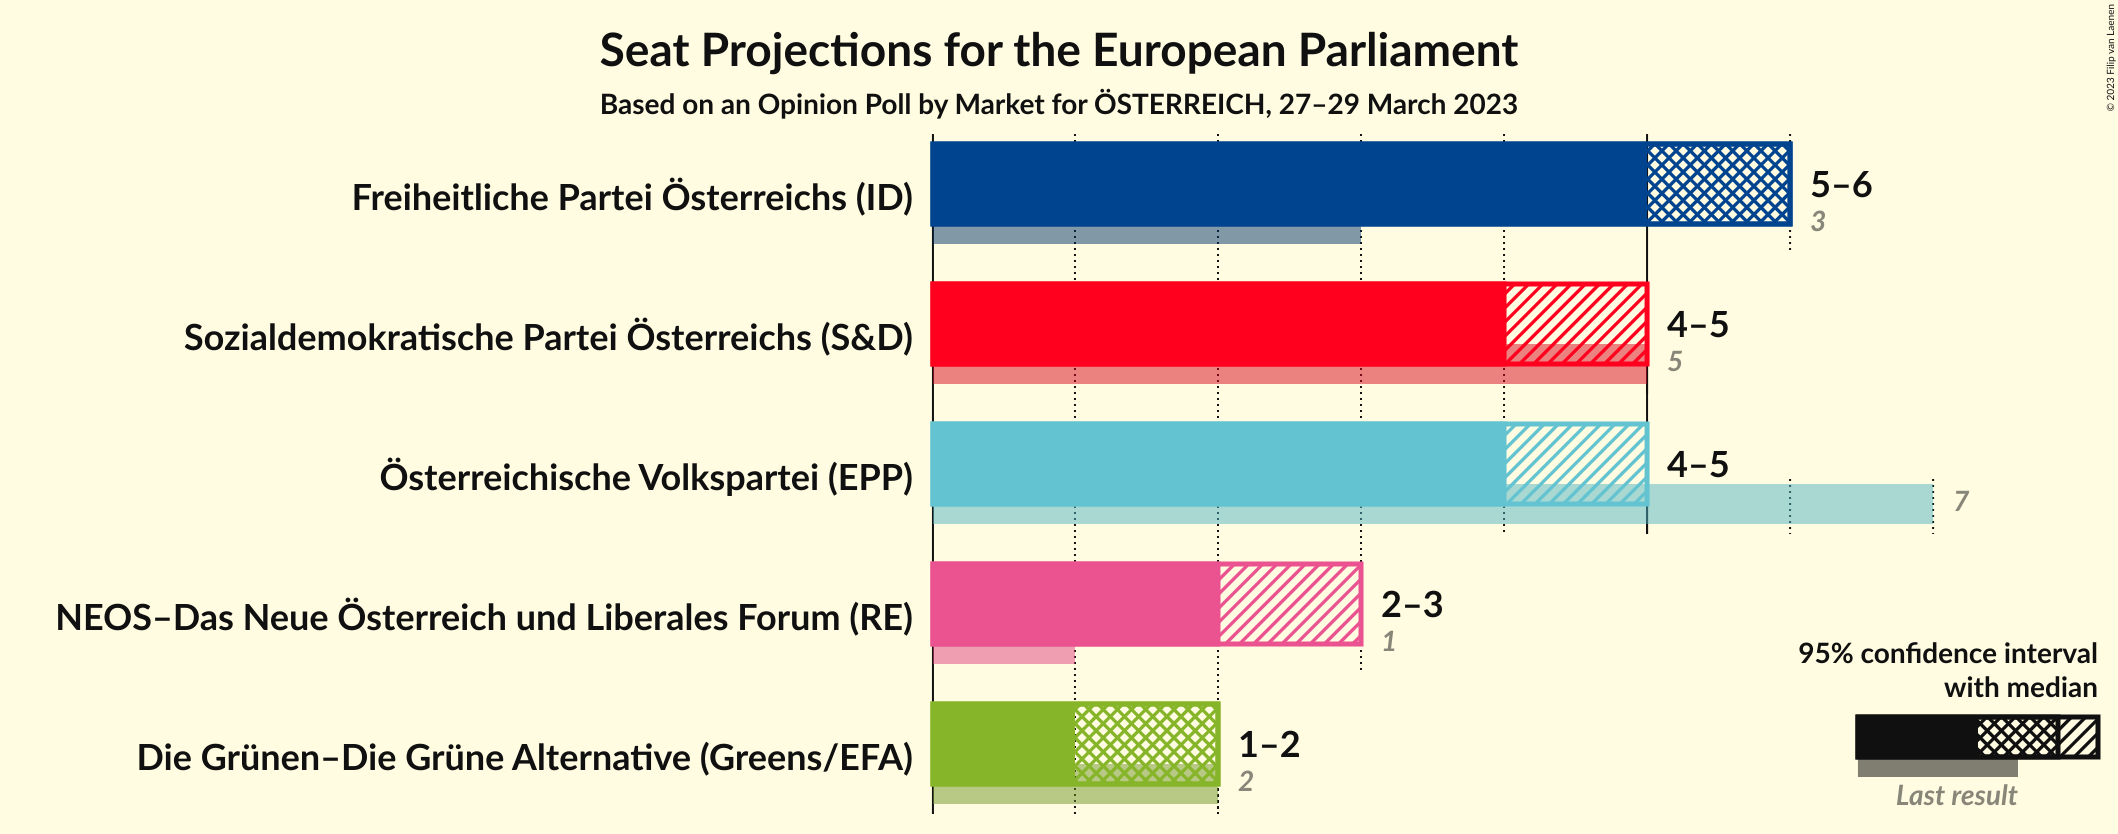 Seat Projections for the European Parliament
Based on an Opinion Poll by Market for ÖSTERREICH, 27–29 March 2023
© 2023 Filip van Laenen
Freiheitliche Partei Österreichs (ID)
5–6
3
Sozialdemokratische Partei Österreichs (S&D)
4–5
5
Österreichische Volkspartei (EPP)
4–5
7
NEOS–Das Neue Österreich und Liberales Forum (RE)
2–3
1
Die Grünen–Die Grüne Alternative (Greens/EFA)
1–2
2
95% confidence interval
with median
Last result